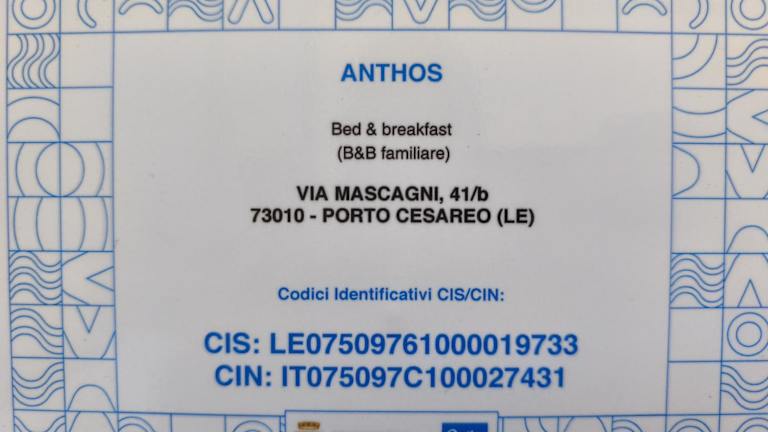 ANTHOS
Bed & breakfast
(B&B familiare)
VIA MASCAGNI, 41/b
73010 - PORTO CESAREO (LE)
Codici Identificativi CIS/CIN:
CIS: LE07509761000019733
CIN: IT075097C100027431